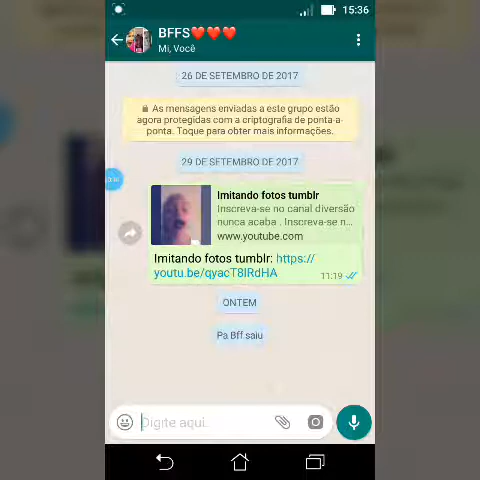 15:36
BFFS❤️❤️❤️
Mi, Você
26 DE SETEMBRO DE 2017
As mensagens enviadas a este grupo estão
agora protegidas com a criptografia de ponta-a-
ponta. Toque para obter mais informações.
29 DE SETEMBRO DE 2017
Imitando fotos tumblr
Inscreva-se no canal diversão
nunca acaba . Inscreva-se n...
www.youtube.com
Imitando fotos tumblr: https://
youtu.be/qyacT8lRdHA
11:19
ONTEM
Pa Bff saiu
Digite aqui..